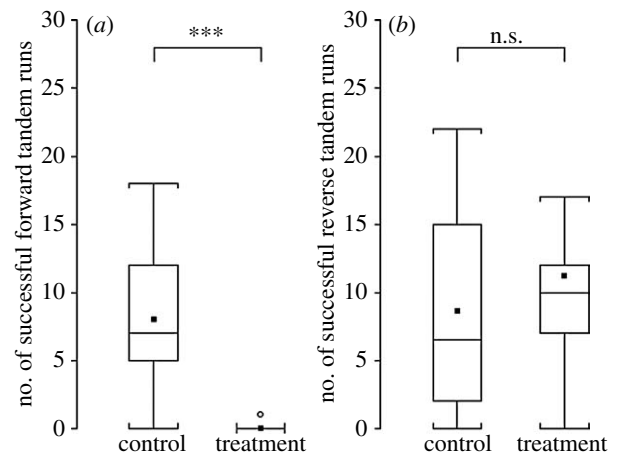 (a)
no. of successful forward tandem runs
30
25
20
15
10
5
0
***
control treatment
(b)
no. of successful reverse tandem runs
30
25
20
15
10
5
0
n.s.
control treatment